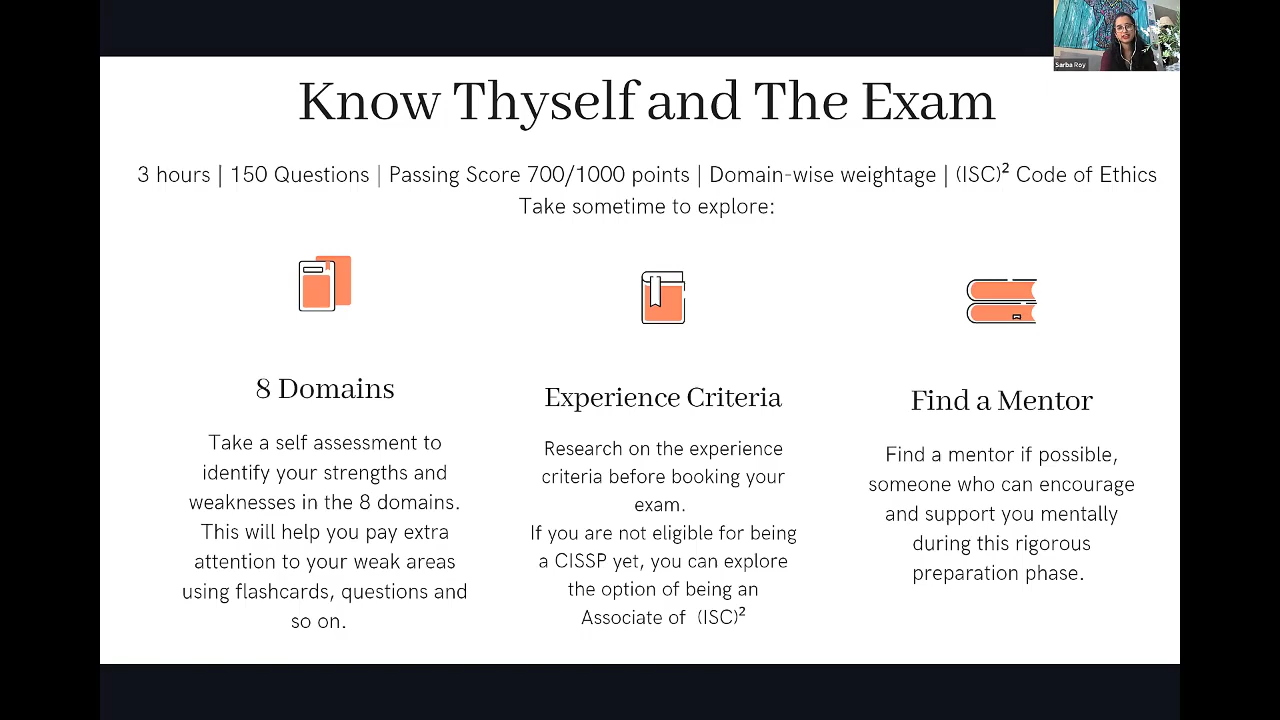 Sarba Roy
Know Thyself and The Exam
3 hours | 150 Questions | Passing Score 700/1000 points | Domain-wise weightage | (ISC)² Code of Ethics
Take sometime to explore:
8 Domains
Take a self assessment to
identify your strengths and
weaknesses in the 8 domains.
This will help you pay extra
attention to your weak areas
using flashcards, questions and
so on.
Experience Criteria
Research on the experience
criteria before booking your
exam.
If you are not eligible for being
a CISSP yet, you can explore
the option of being an
Associate of (ISC)²
Find a Mentor
Find a mentor if possible,
someone who can encourage
and support you mentally
during this rigorous
preparation phase.